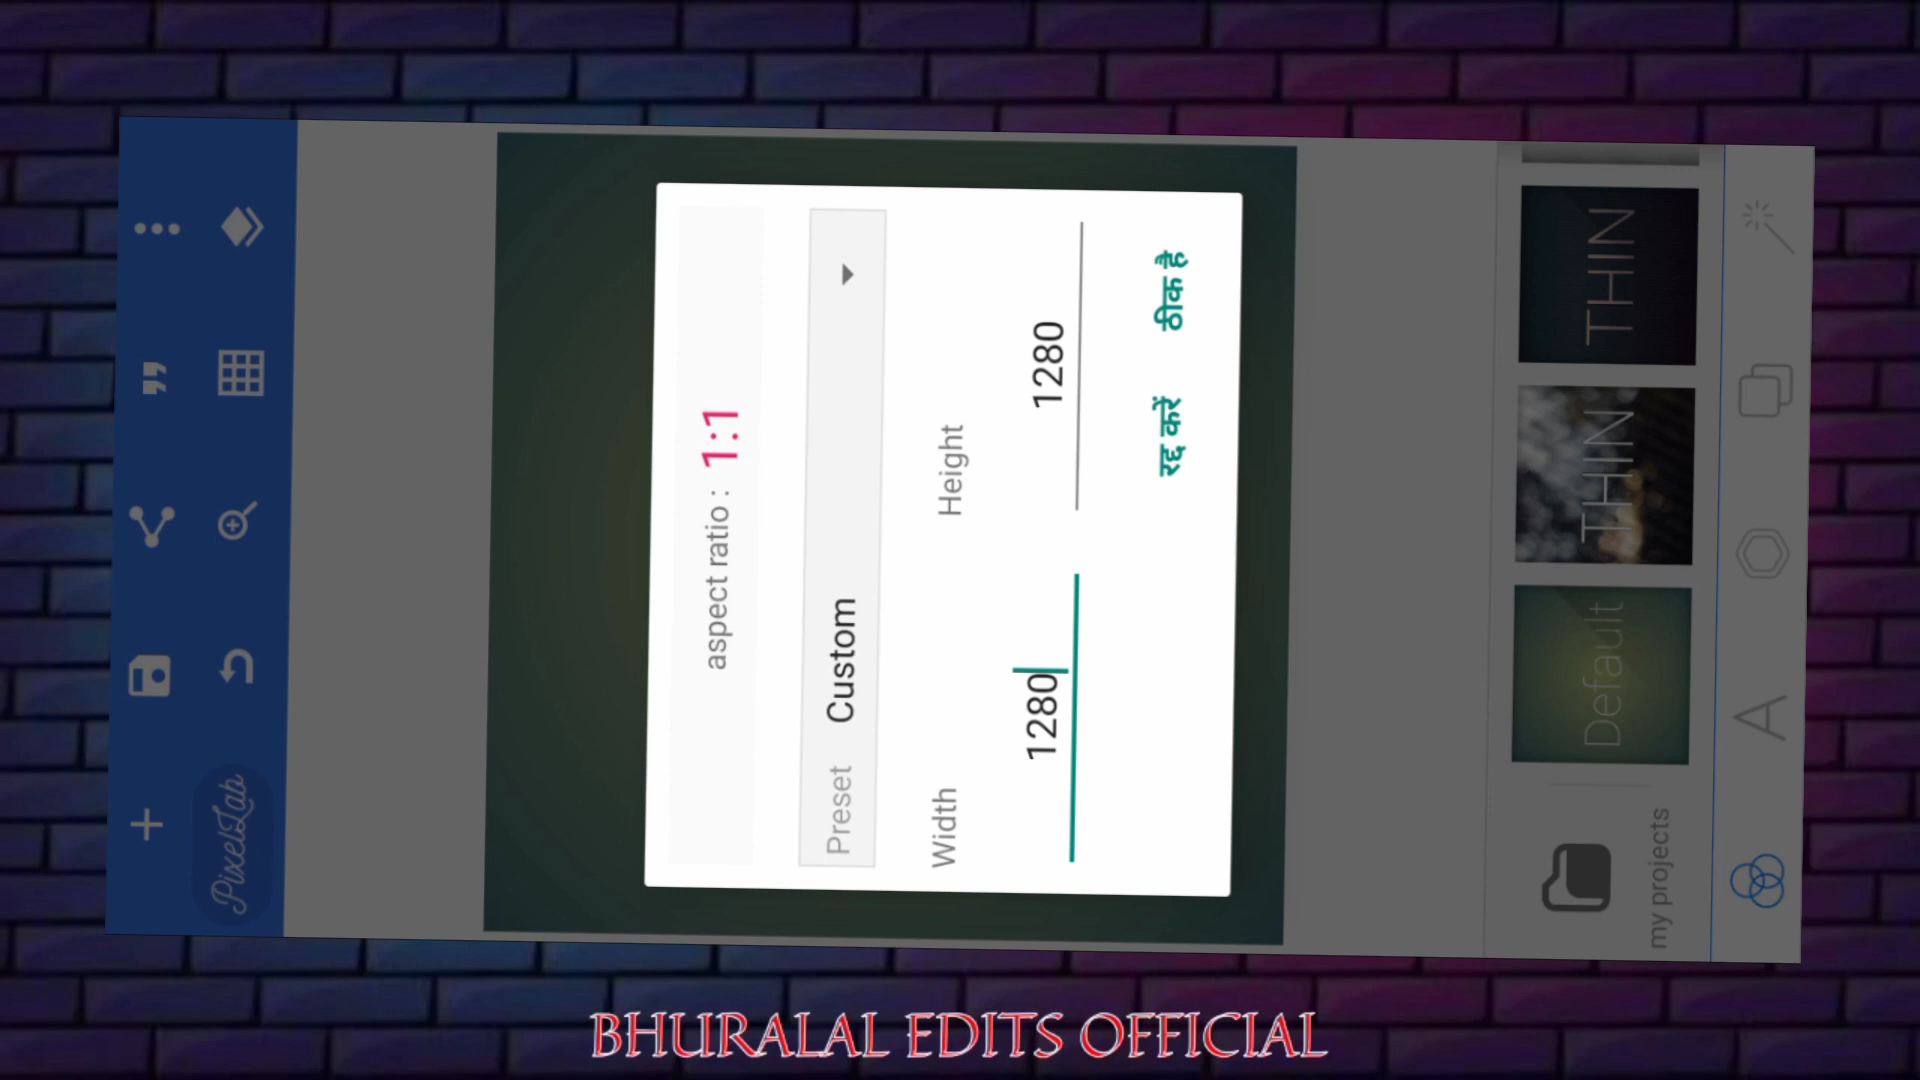 PixelLab
aspect ratio : 1:1
Preset Custom
Width Height
1280 1280
रद्द करें ठीक है
my projects
Default
THIN
THIN
BHURALAL EDITS OFFICIAL